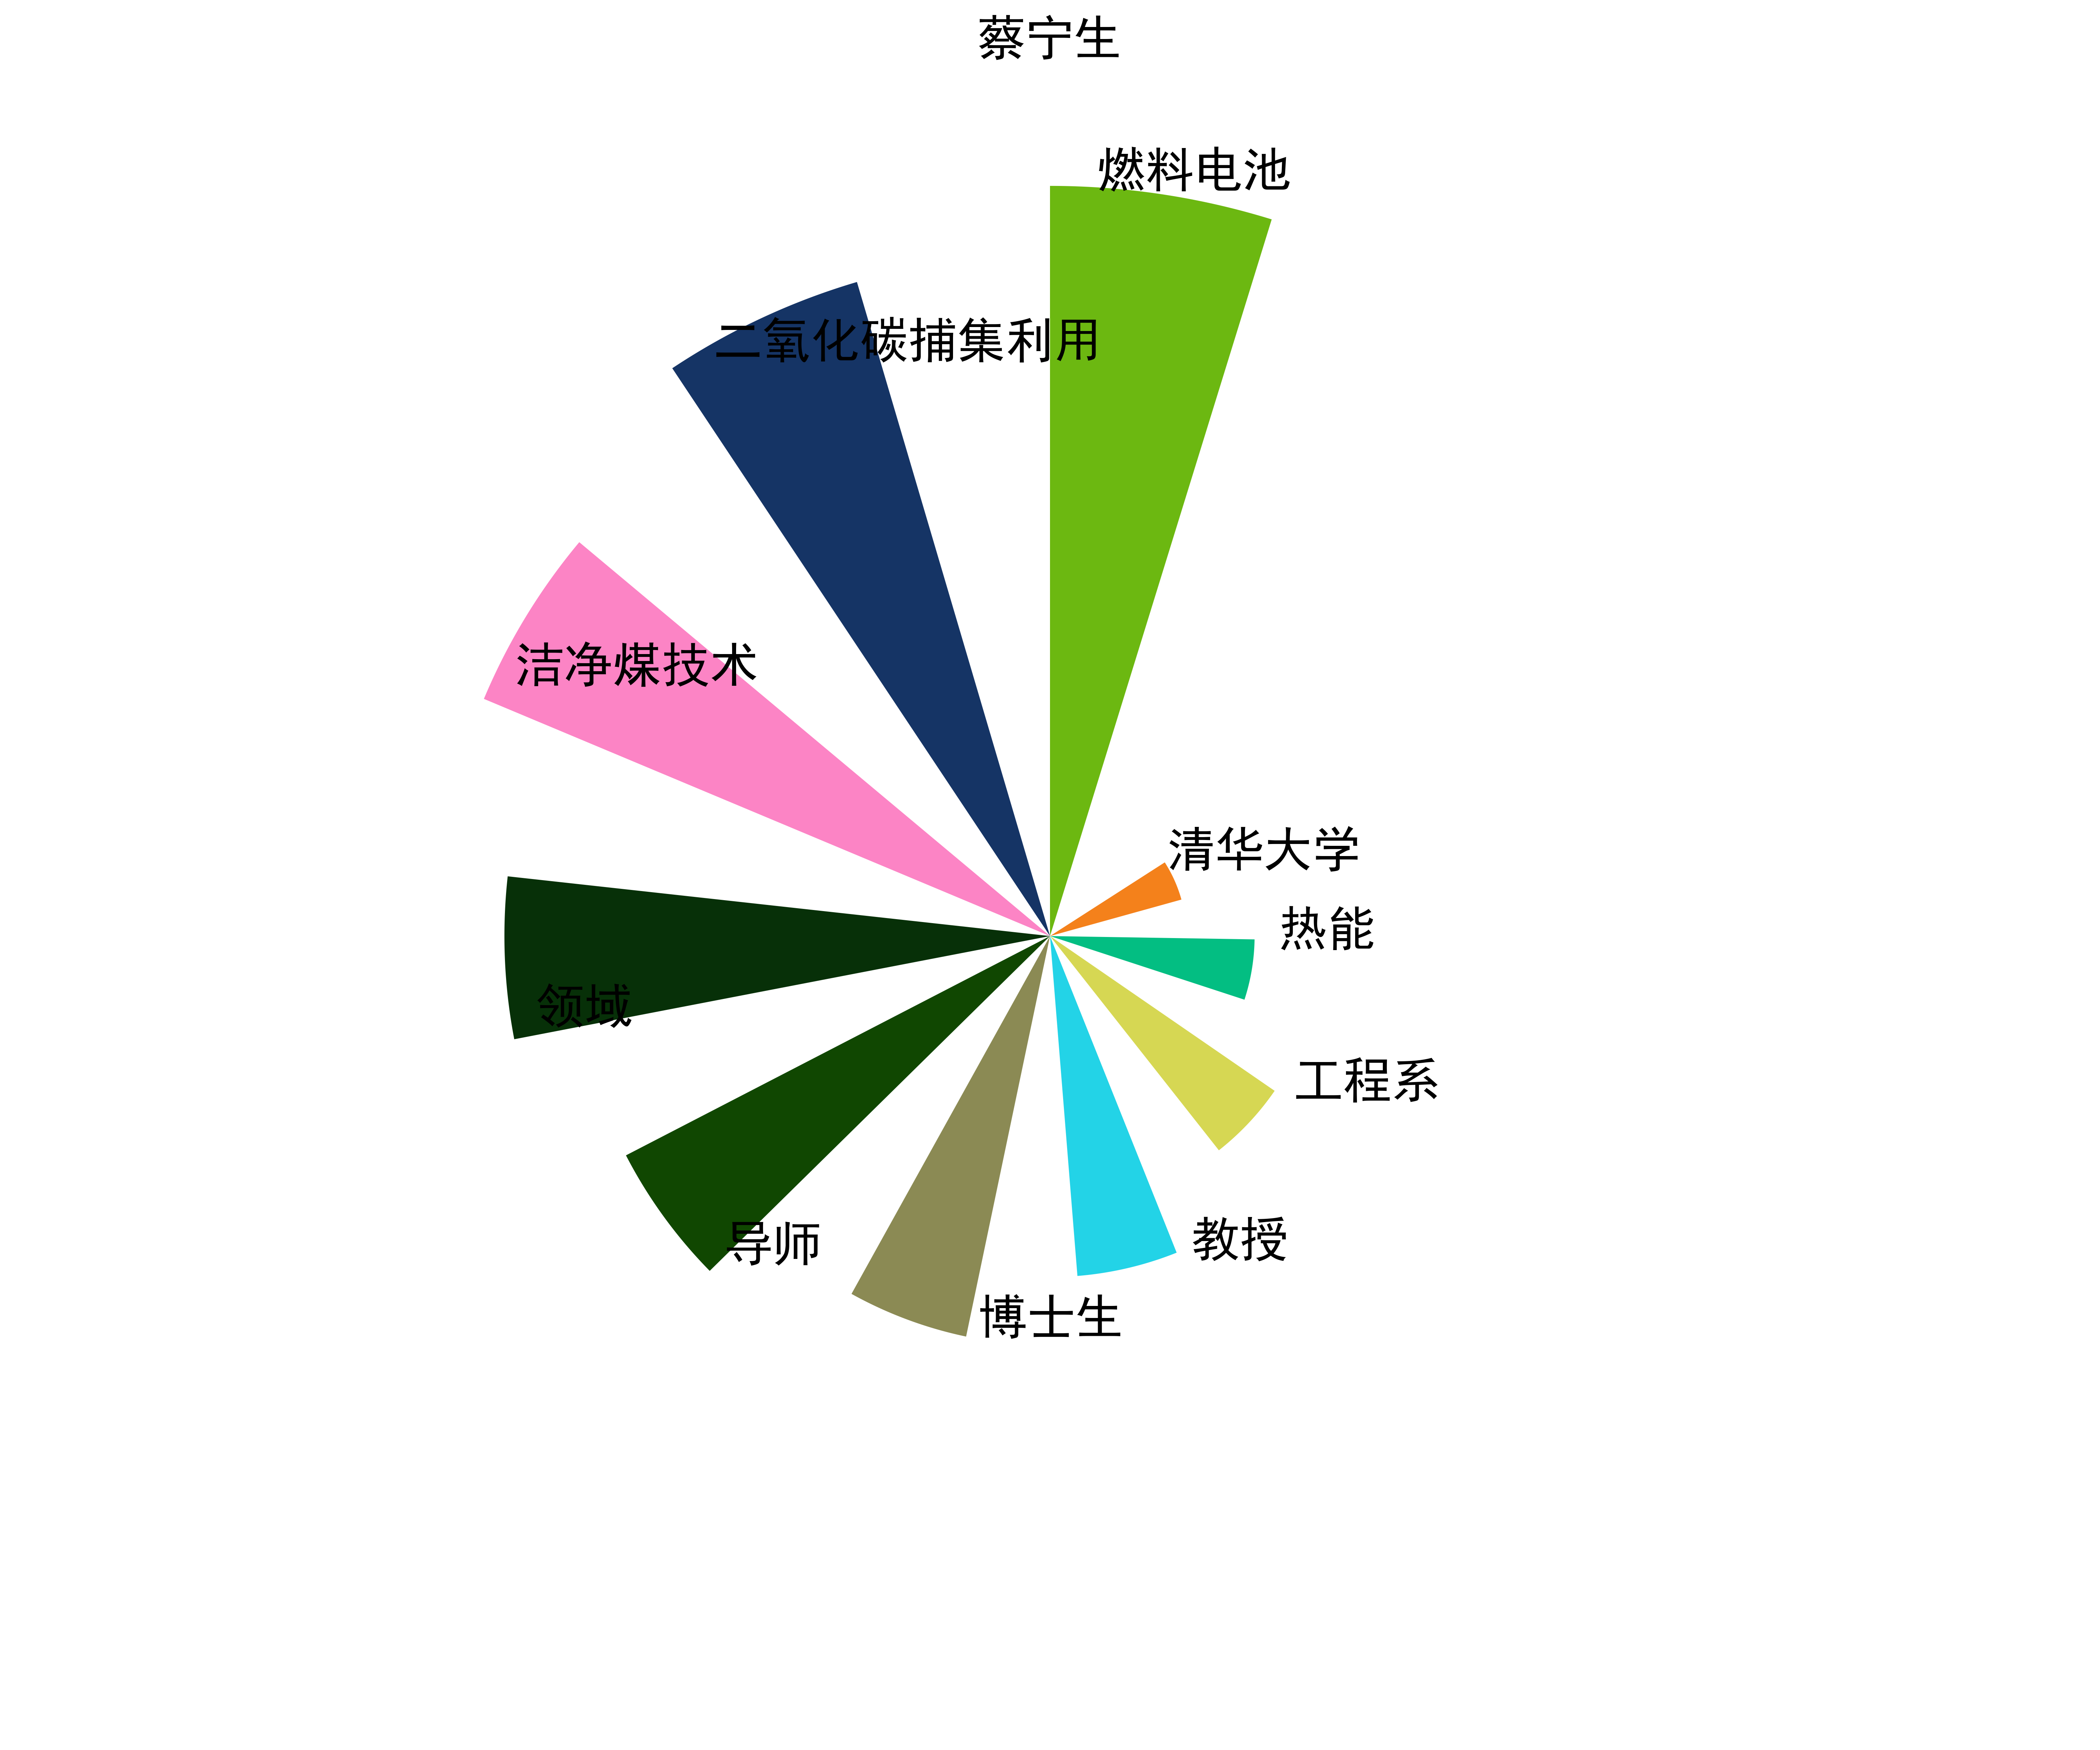 蔡宁生
燃料电池
二氧化碳捕集利用
洁净煤技术
清华大学
热能
领域
工程系
教授
导师
博士生